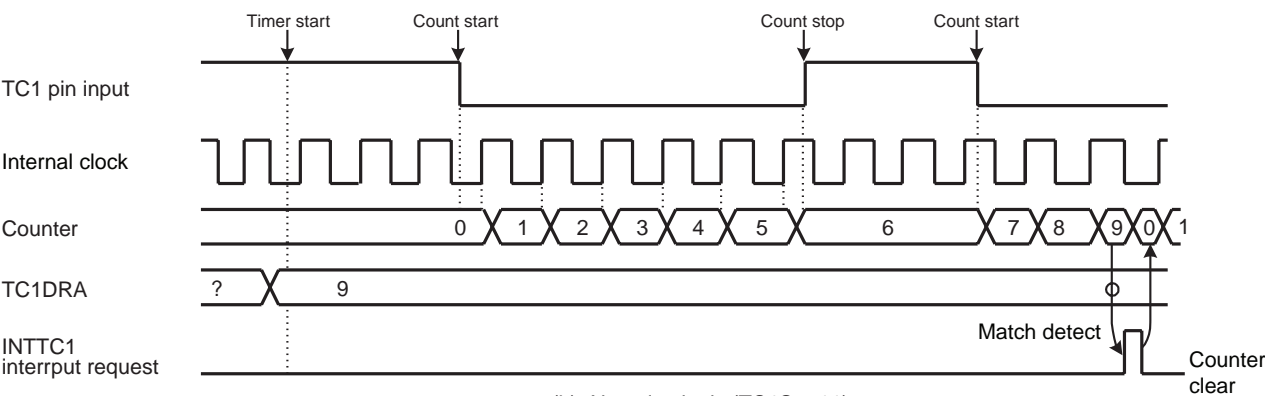 Timer start
Count start
Count stop
Count start
TC1 pin input
Internal clock
Counter
0 1 2 3 4 5 6 7 8 9 0 1
TC1DRA
? 9
Match detect
INTTC1
interrput request
Counter
clear